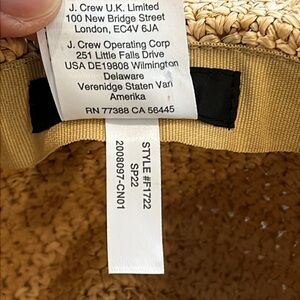 J. Crew U.K. Limited
100 New Bridge Street
London, EC4V 6JA
J. Crew Operating Corp
251 Little Falls Drive
USA DE19808 Wilmington
Delaware
Verenidge Staten Van
Amerika
RN 77388 CA 56445
STYLE #F1722
SP22
2008097-CN01